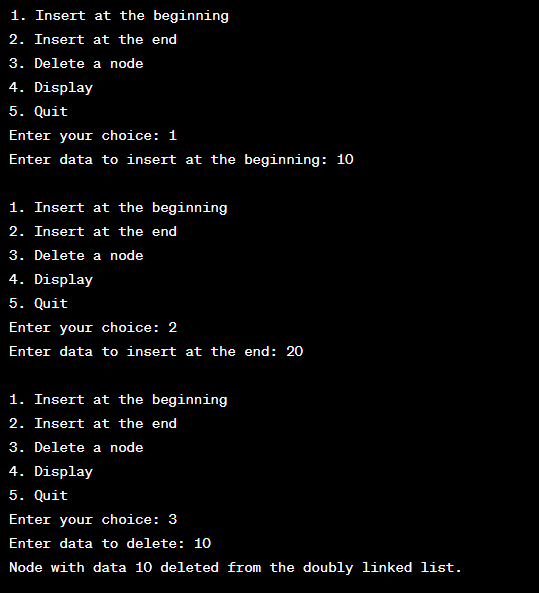 1. Insert at the beginning
2. Insert at the end
3. Delete a node
4. Display
5. Quit
Enter your choice: 1
Enter data to insert at the beginning: 10
1. Insert at the beginning
2. Insert at the end
3. Delete a node
4. Display
5. Quit
Enter your choice: 2
Enter data to insert at the end: 20
1. Insert at the beginning
2. Insert at the end
3. Delete a node
4. Display
5. Quit
Enter your choice: 3
Enter data to delete: 10
Node with data 10 deleted from the doubly linked list.